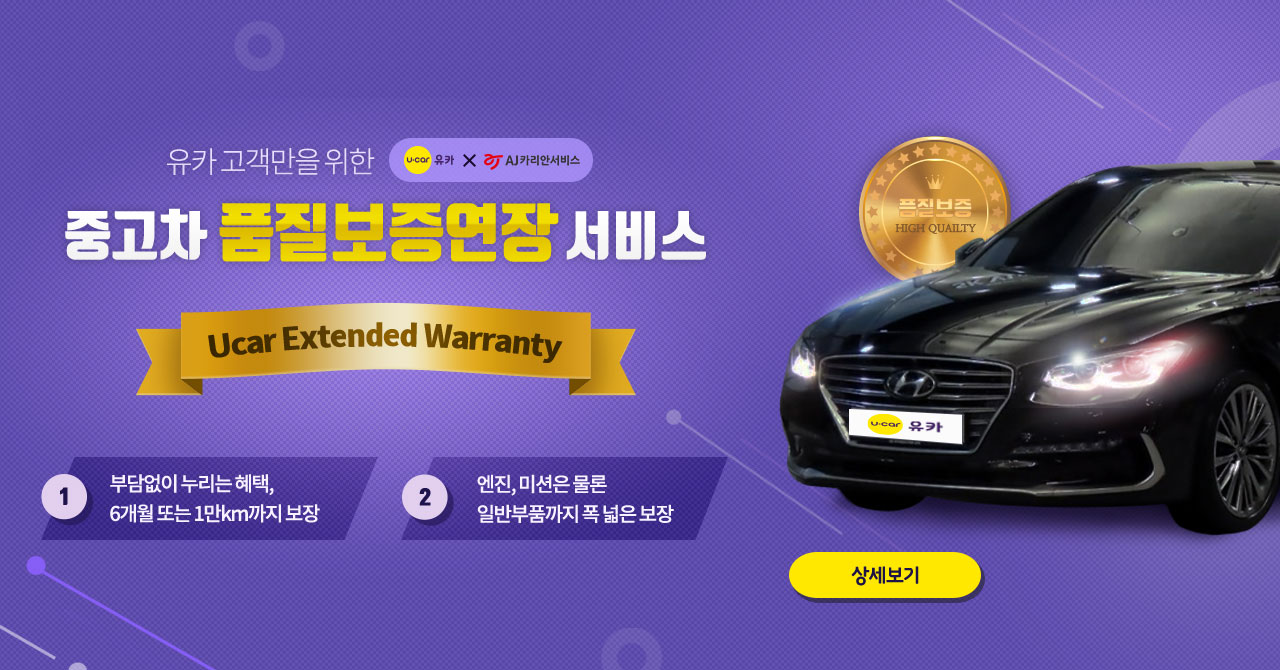 유카 고객만을 위한
u·car 유카 × AJ카리안서비스
중고차 품질보증연장 서비스
Ucar Extended Warranty
1
부담없이 누리는 혜택,
6개월 또는 1만km까지 보장
2
엔진, 미션은 물론
일반부품까지 폭 넓은 보장
품질보증
HIGH QUAILTY
u·car 유카
상세보기